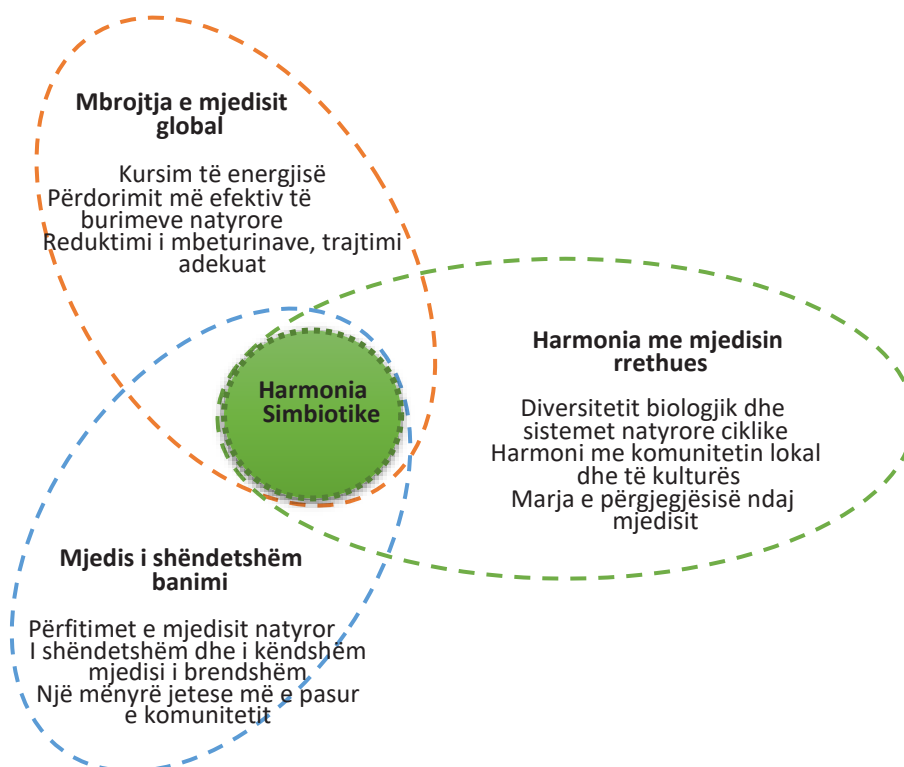 Mbrojtja e mjedisit
global
Kursim të energjisë
Përdorimit më efektiv të
burimeve natyrore
Reduktimi i mbeturinave, trajtimi
adekuat
Harmonia
Simbiotike
Harmonia me mjedisin
rrethues
Diversitetit biologjik dhe
sistemet natyrore ciklike
Harmoni me komunitetin lokal
dhe të kulturës
Marja e përgjegjësisë ndaj
mjedisit
Mjedis i shëndetshëm
banimi
Përfitimet e mjedisit natyror
I shëndetshëm dhe i këndshëm
mjedisi i brendshëm
Një mënyrë jetese më e pasur
e komunitetit